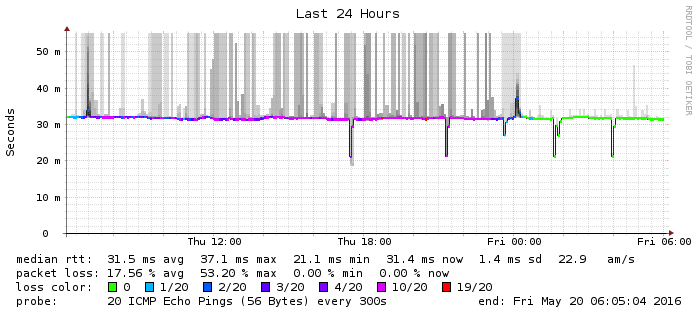 Last 24 Hours
RRDTOOL / TOBI OETIKER
Seconds
50 m
40 m
30 m
20 m
10 m
0
Thu 12:00 Thu 18:00 Fri 00:00 Fri 06:00
median rtt: 31.5 ms avg 37.1 ms max 21.1 ms min 31.4 ms now 1.4 ms sd 22.9 am/s
packet loss: 17.56 % avg 53.20 % max 0.00 % min 0.00 % now
loss color: 0 1/20 2/20 3/20 4/20 10/20 19/20
probe: 20 ICMP Echo Pings (56 Bytes) every 300s end: Fri May 20 06:05:04 2016